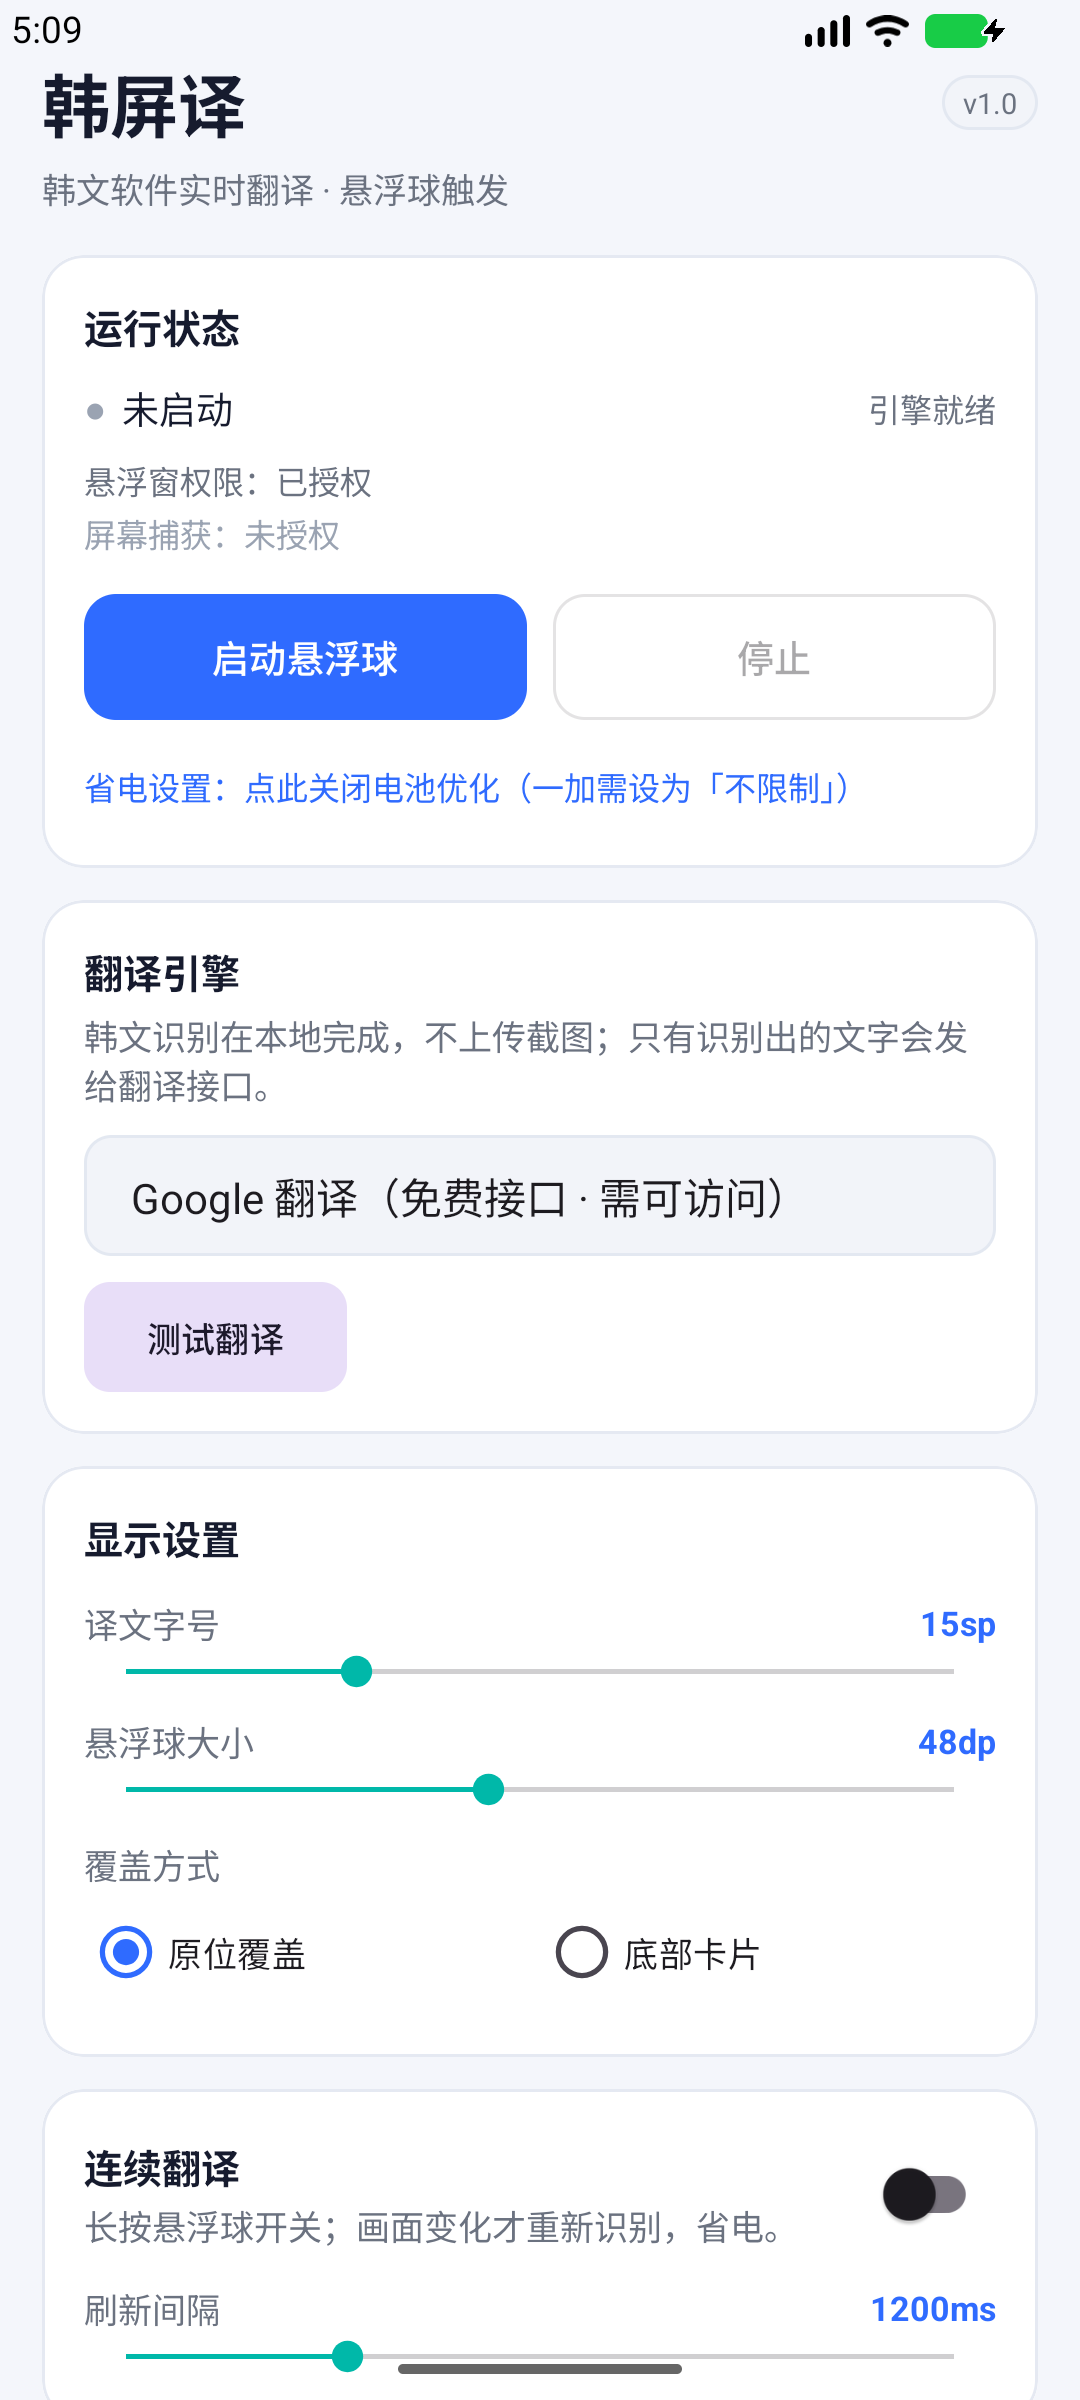 5:09
韩屏译
v1.0
韩文软件实时翻译 · 悬浮球触发
运行状态
未启动
引擎就绪
悬浮窗权限：已授权
屏幕捕获：未授权
启动悬浮球
停止
省电设置：点此关闭电池优化（一加需设为「不限制」）
翻译引擎
韩文识别在本地完成，不上传截图；只有识别出的文字会发
给翻译接口。
Google 翻译（免费接口 · 需可访问）
测试翻译
显示设置
译文字号
15sp
悬浮球大小
48dp
覆盖方式
原位覆盖
底部卡片
连续翻译
长按悬浮球开关；画面变化才重新识别，省电。
刷新间隔
1200ms